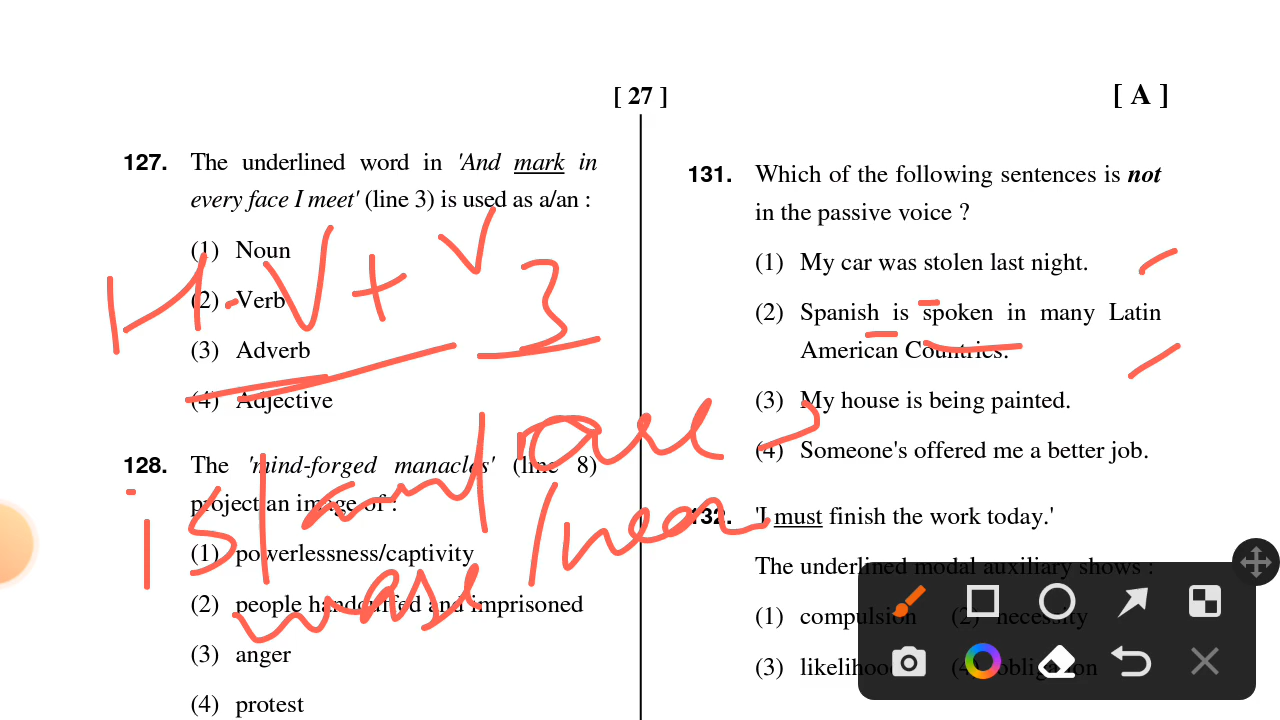 [ 27 ]
[ A ]
127. The underlined word in 'And mark in
every face I meet' (line 3) is used as a/an :
(1) Noun
(2) Verb
(3) Adverb
(4) Adjective
128. The 'mind-forged manacles' (line 8)
project an image of :
(1) powerlessness/captivity
(2) people handcuffed and imprisoned
(3) anger
(4) protest
H.V + V3
is/am/are
/were
was
131. Which of the following sentences is not
in the passive voice ?
(1) My car was stolen last night.
(2) Spanish is spoken in many Latin
American Countries.
(3) My house is being painted.
(4) Someone's offered me a better job.
132. 'I must finish the work today.'
The underlined modal auxiliary shows :
(1) compulsion (2) necessity
(3) likelihood (4) obligation